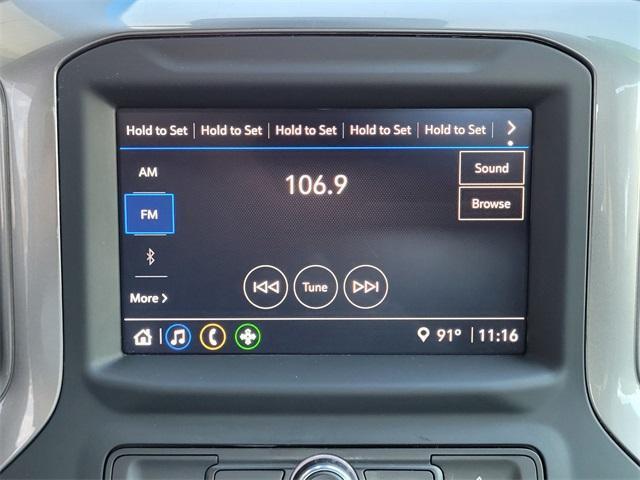 Hold to Set Hold to Set Hold to Set Hold to Set Hold to Set
AM
106.9
Sound
FM
Browse
Tune
More
91° 11:16